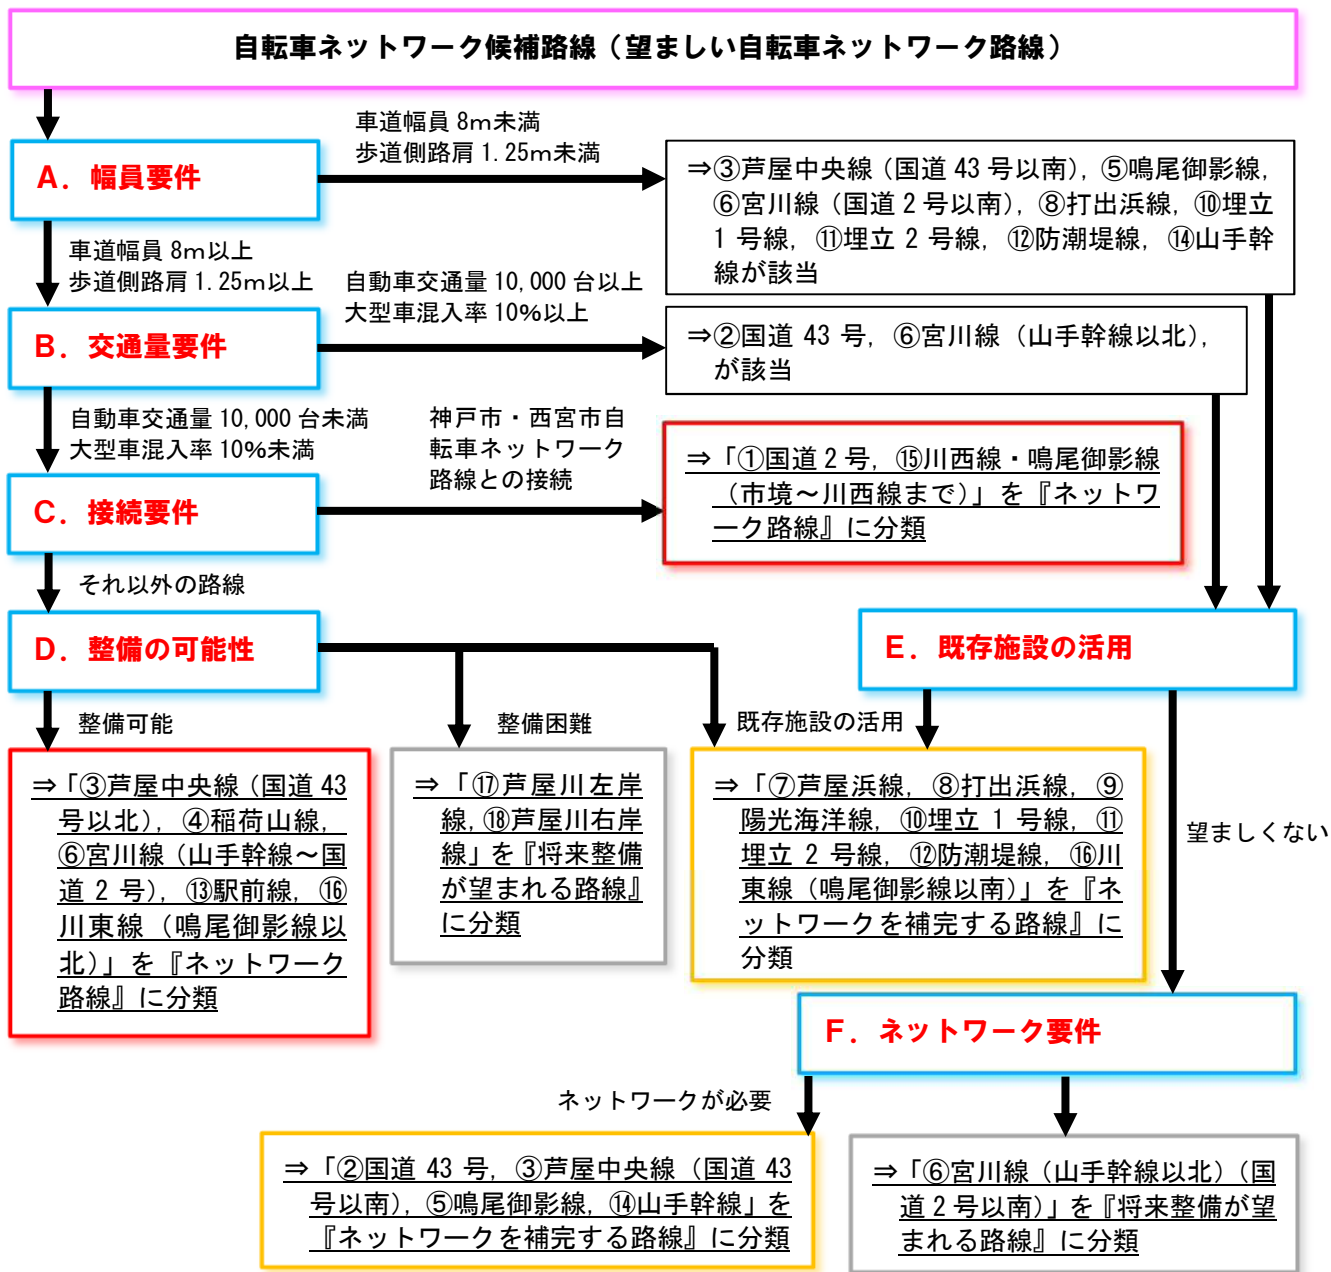 自転車ネットワーク候補路線（望ましい自転車ネットワーク路線）
車道幅員 8m未満
歩道側路肩 1.25m未満
A．幅員要件
⇒③芦屋中央線（国道 43 号以南），⑤鳴尾御影線，
⑥宮川線（国道 2 号以南），⑧打出浜線，⑩埋立
1 号線，⑪埋立 2 号線，⑫防潮堤線，⑭山手幹
線が該当
車道幅員 8m以上
歩道側路肩 1.25m以上
自動車交通量 10,000 台以上
大型車混入率 10%以上
B．交通量要件
⇒②国道 43 号，⑥宮川線（山手幹線以北），
が該当
自動車交通量 10,000 台未満
大型車混入率 10%未満
神戸市・西宮市自
転車ネットワーク
路線との接続
C．接続要件
⇒「①国道 2 号，⑮川西線・鳴尾御影線
（市境～川西線まで）」を『ネットワ
ーク路線』に分類
それ以外の路線
D．整備の可能性
E．既存施設の活用
整備可能
整備困難
既存施設の活用
望ましくない
⇒「③芦屋中央線（国道 43
号以北），④稲荷山線，
⑥宮川線（山手幹線～国
道 2 号），⑬駅前線，⑯
川東線（鳴尾御影線以
北）」を『ネットワーク
路線』に分類
⇒「⑰芦屋川左岸
線，⑱芦屋川右岸
線」を『将来整備
が望まれる路線』
に分類
⇒「⑦芦屋浜線，⑧打出浜線，⑨
陽光海洋線，⑩埋立 1 号線，⑪
埋立 2 号線，⑫防潮堤線，⑯川
東線（鳴尾御影線以南）」を『ネ
ットワークを補完する路線』に
分類
F．ネットワーク要件
ネットワークが必要
⇒「②国道 43 号，③芦屋中央線（国道 43
号以南），⑤鳴尾御影線，⑭山手幹線」を
『ネットワークを補完する路線』に分類
⇒「⑥宮川線（山手幹線以北）（国
道 2 号以南）」を『将来整備が望
まれる路線』に分類